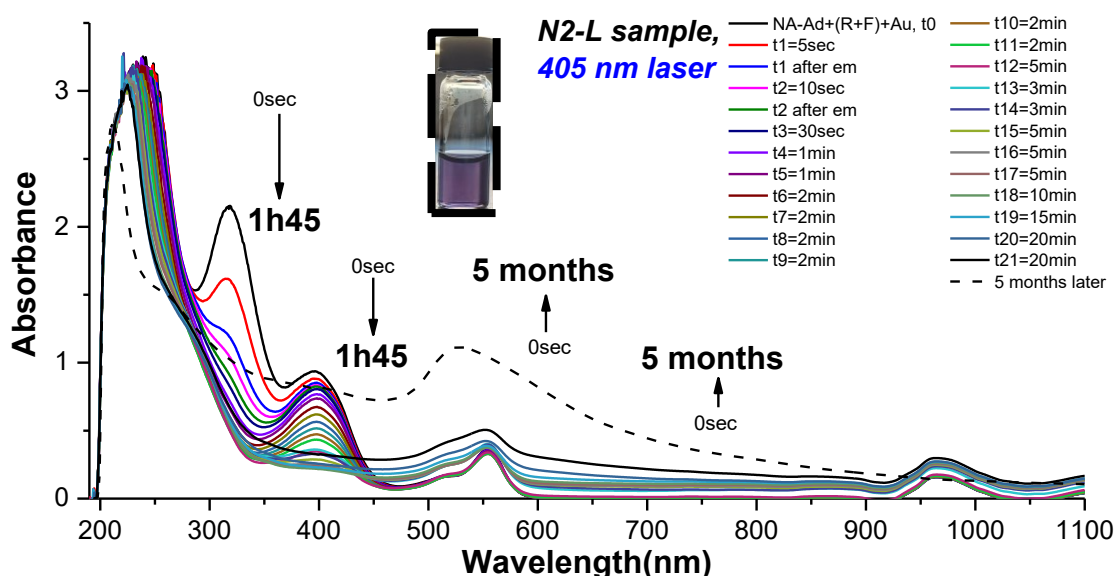 N2-L sample,
405 nm laser
0sec
1h45
0sec
1h45
5 months
0sec
5 months
0sec
NA-Ad+(R+F)+Au, t0
t1=5sec
t1 after em
t2=10sec
t2 after em
t3=30sec
t4=1min
t5=1min
t6=2min
t7=2min
t8=2min
t9=2min
t10=2min
t11=2min
t12=5min
t13=3min
t14=3min
t15=5min
t16=5min
t17=5min
t18=10min
t19=15min
t20=20min
t21=20min
5 months later
Absorbance
3
2
1
0
200 300 400 500 600 700 800 900 1000 1100
Wavelength(nm)